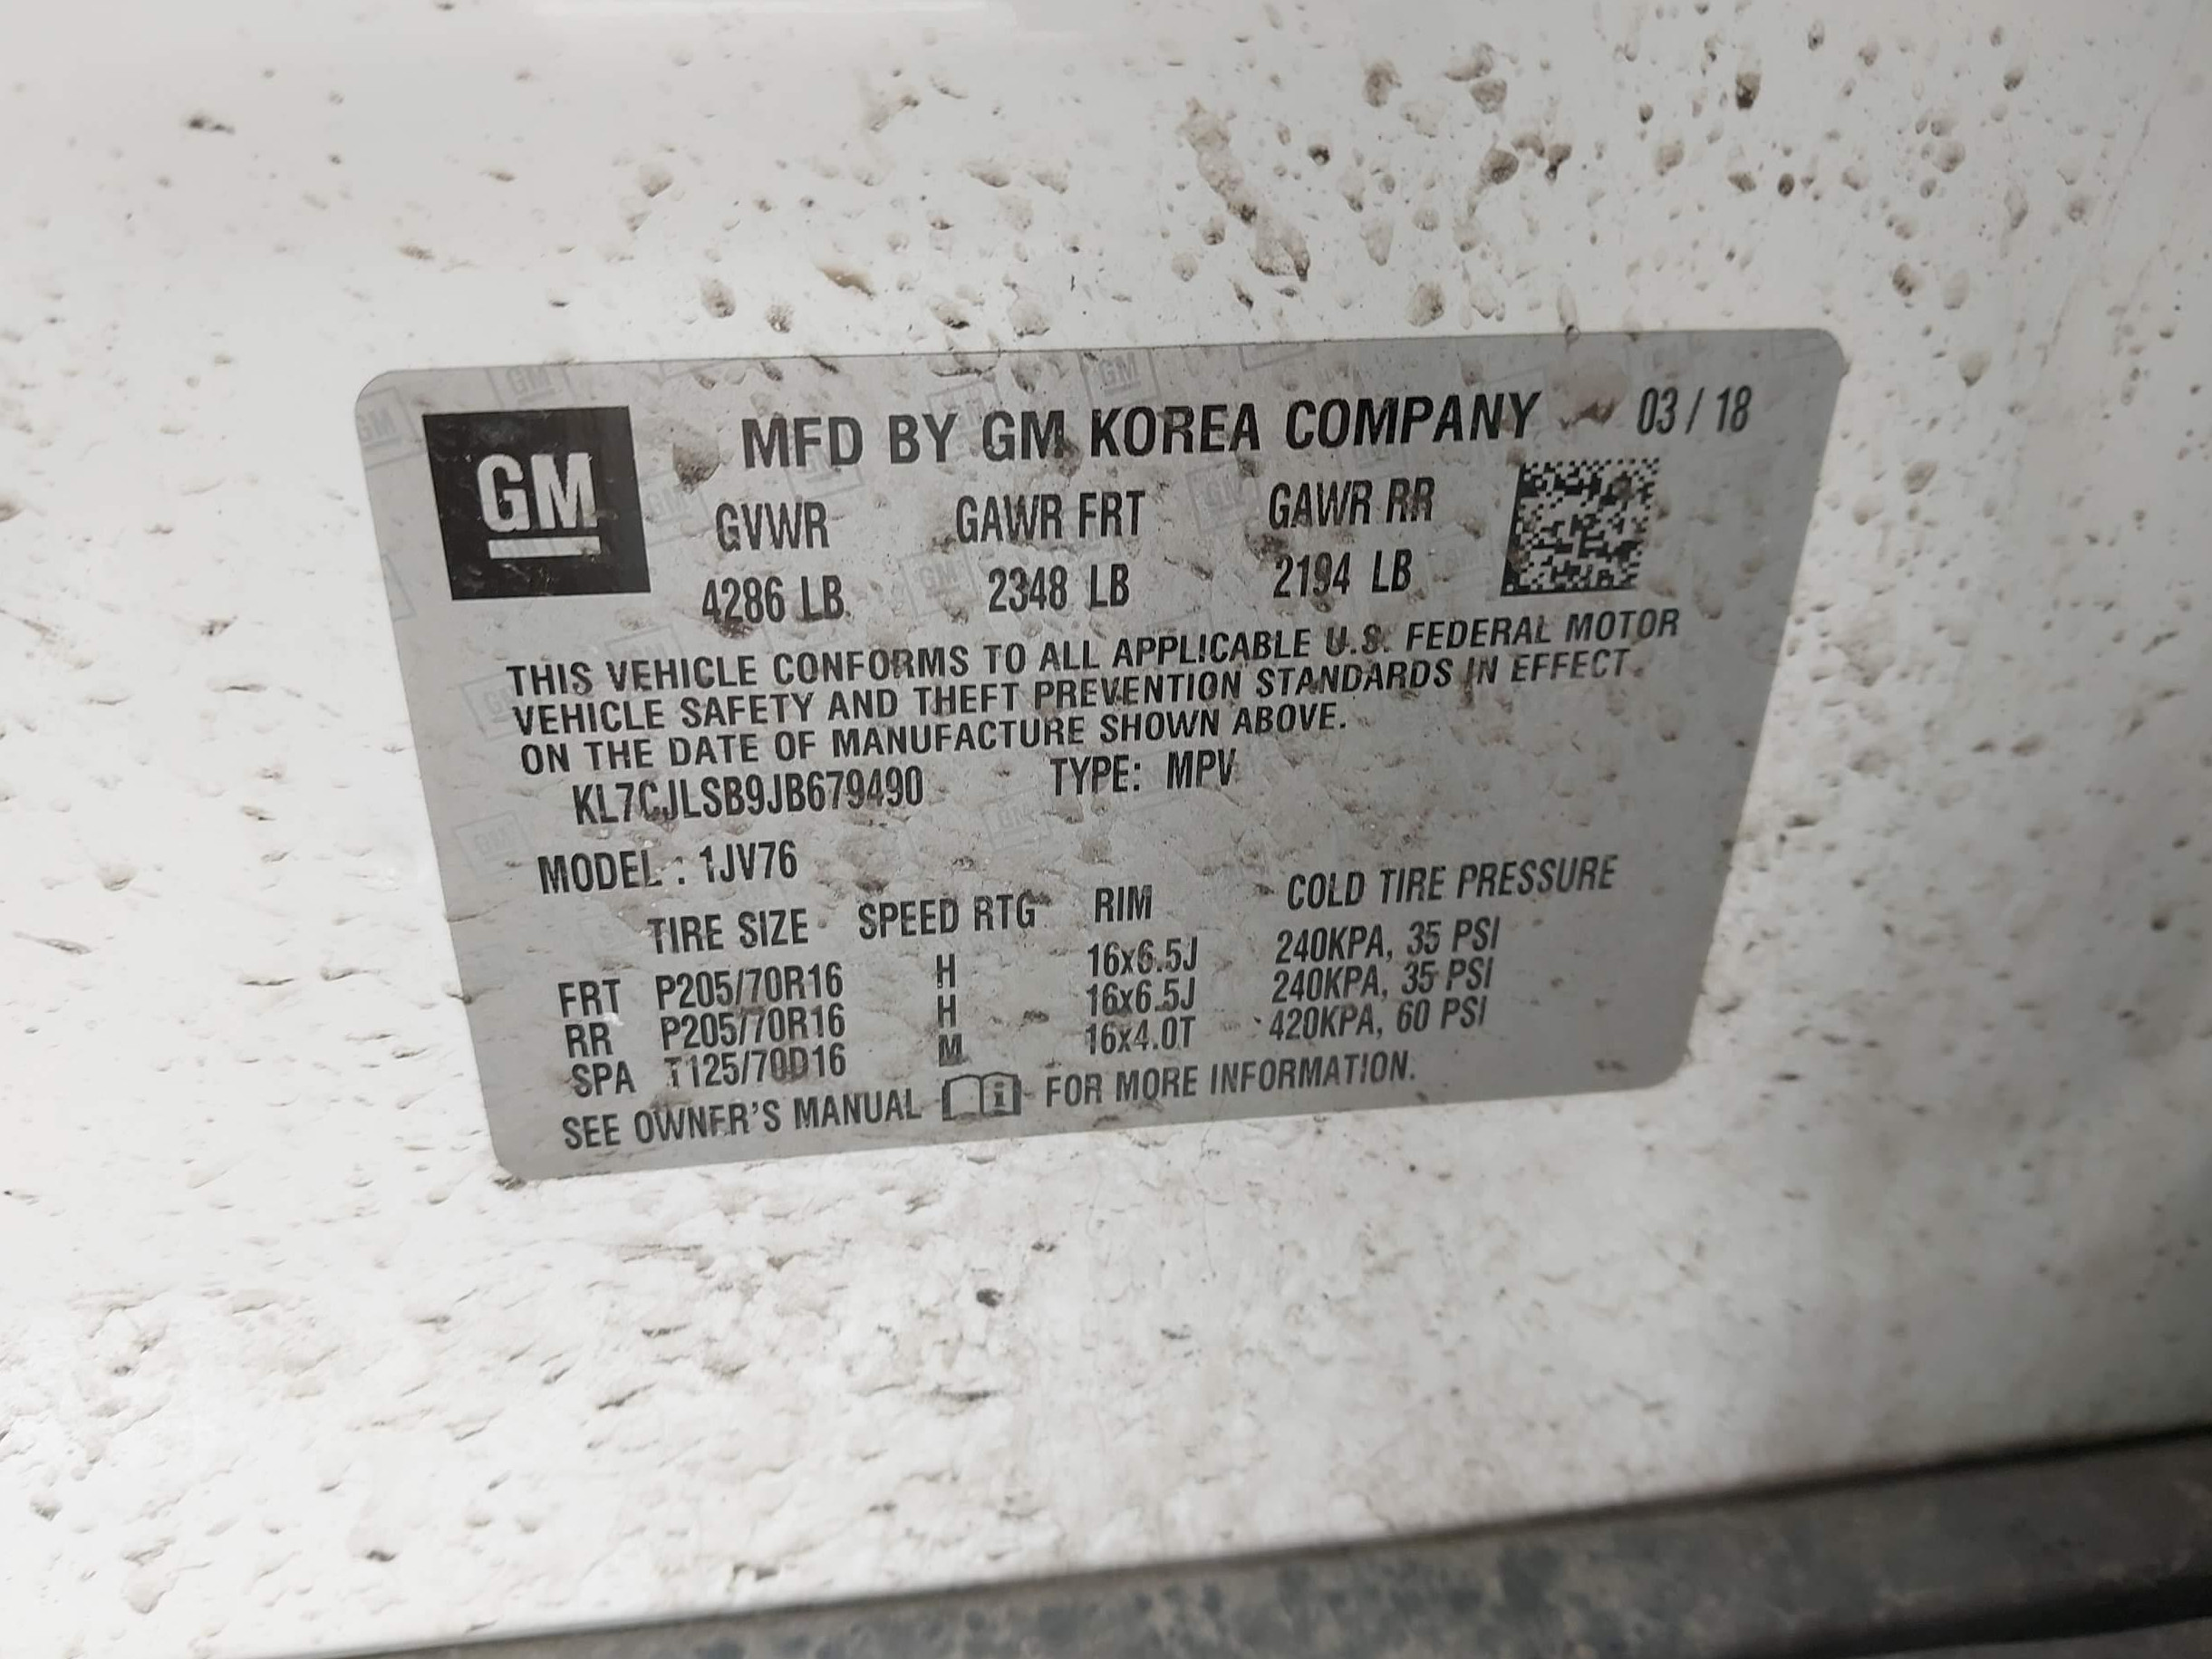 GM
MFD BY GM KOREA COMPANY 03 / 18
GVWR GAWR FRT GAWR RR
4286 LB 2348 LB 2194 LB
THIS VEHICLE CONFORMS TO ALL APPLICABLE U.S. FEDERAL MOTOR
VEHICLE SAFETY AND THEFT PREVENTION STANDARDS IN EFFECT
ON THE DATE OF MANUFACTURE SHOWN ABOVE.
KL7CJLSB9JB679490 TYPE: MPV
MODEL : 1JV76
TIRE SIZE SPEED RTG RIM COLD TIRE PRESSURE
FRT P205/70R16 H 16x6.5J 240KPA, 35 PSI
RR P205/70R16 H 16x6.5J 240KPA, 35 PSI
SPA T125/70D16 M 16x4.0T 420KPA, 60 PSI
SEE OWNER'S MANUAL FOR MORE INFORMATION.